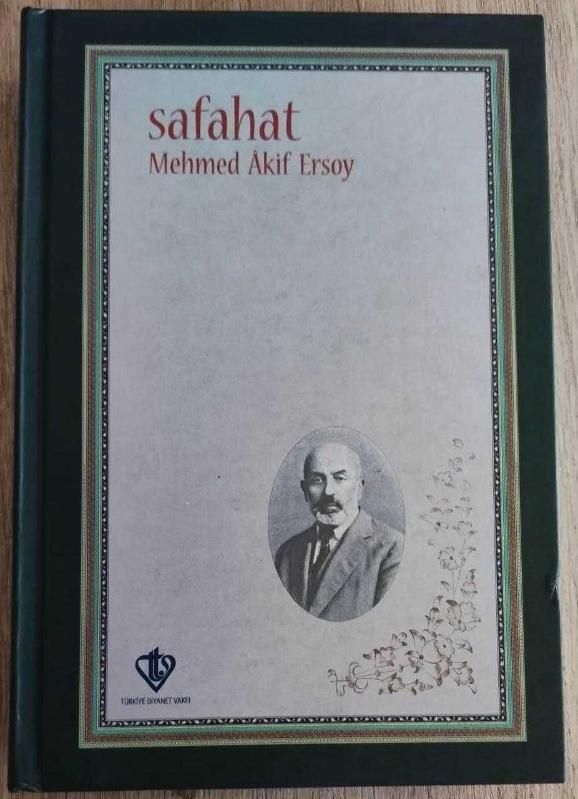 safahat
Mehmed Âkif Ersoy
TÜRKİYE DİYANET VAKFI